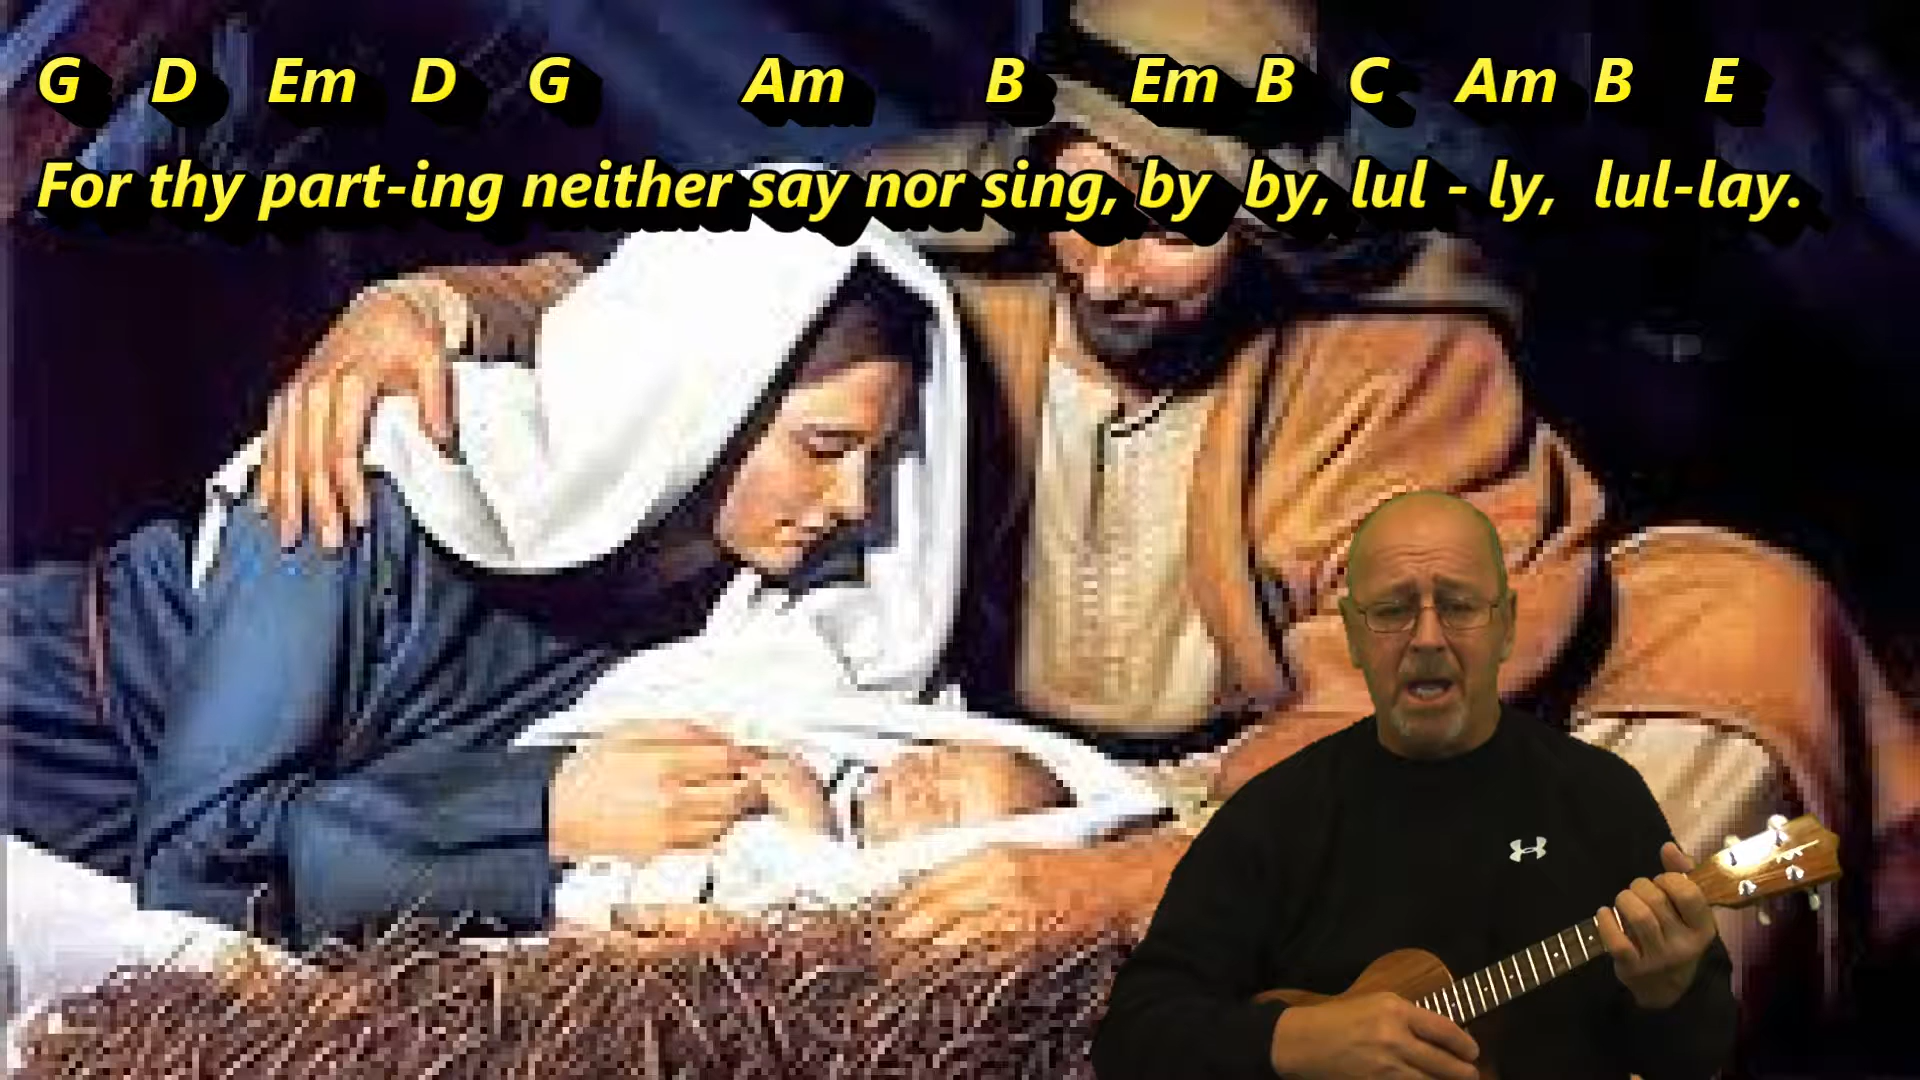 G D Em D G Am B Em B C Am B E
For thy part-ing neither say nor sing, by by, lul - ly, lul-lay.